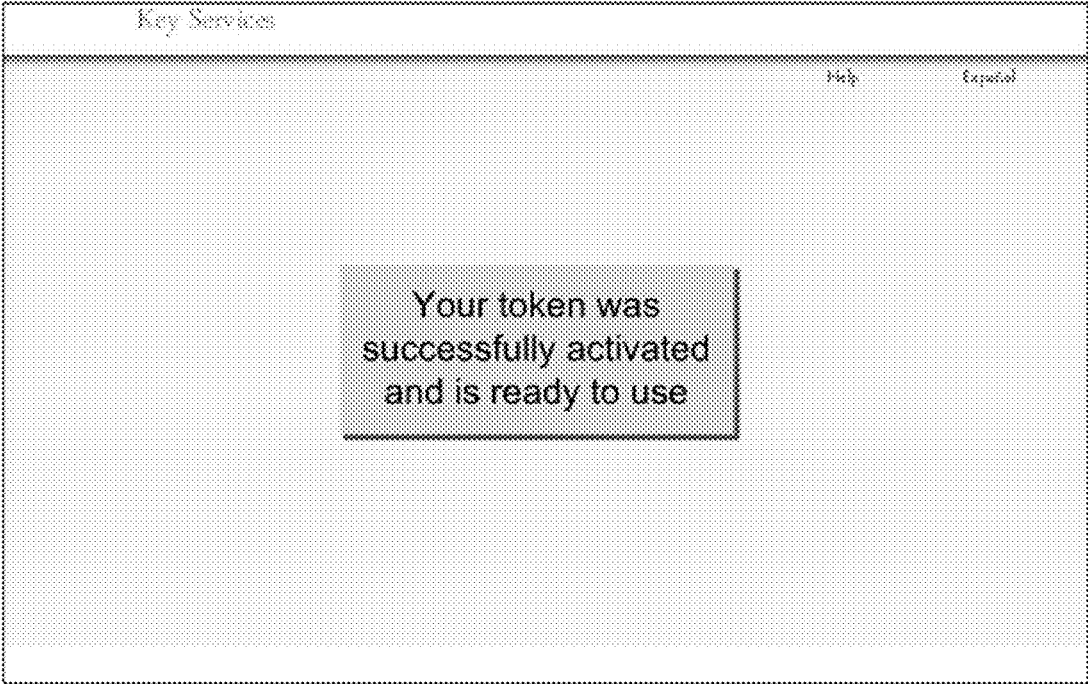 Key Services
Help Español
Your token was
successfully activated
and is ready to use